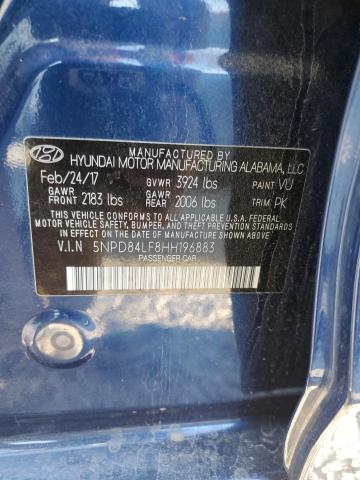 MANUFACTURED BY
HYUNDAI MOTOR MANUFACTURING ALABAMA, LLC
Feb/24/17 GVWR 3924 lbs PAINT VU
GAWR FRONT 2183 lbs GAWR REAR 2006 lbs TRIM PK
THIS VEHICLE CONFORMS TO ALL APPLICABLE U.S. FEDERAL
MOTOR VEHICLE SAFETY, BUMPER, AND THEFT PREVENTION STANDARDS
IN EFFECT ON THE DATE OF MANUFACTURE SHOWN ABOVE.
V.I.N 5NPD84LF8HH196883
PASSENGER CAR